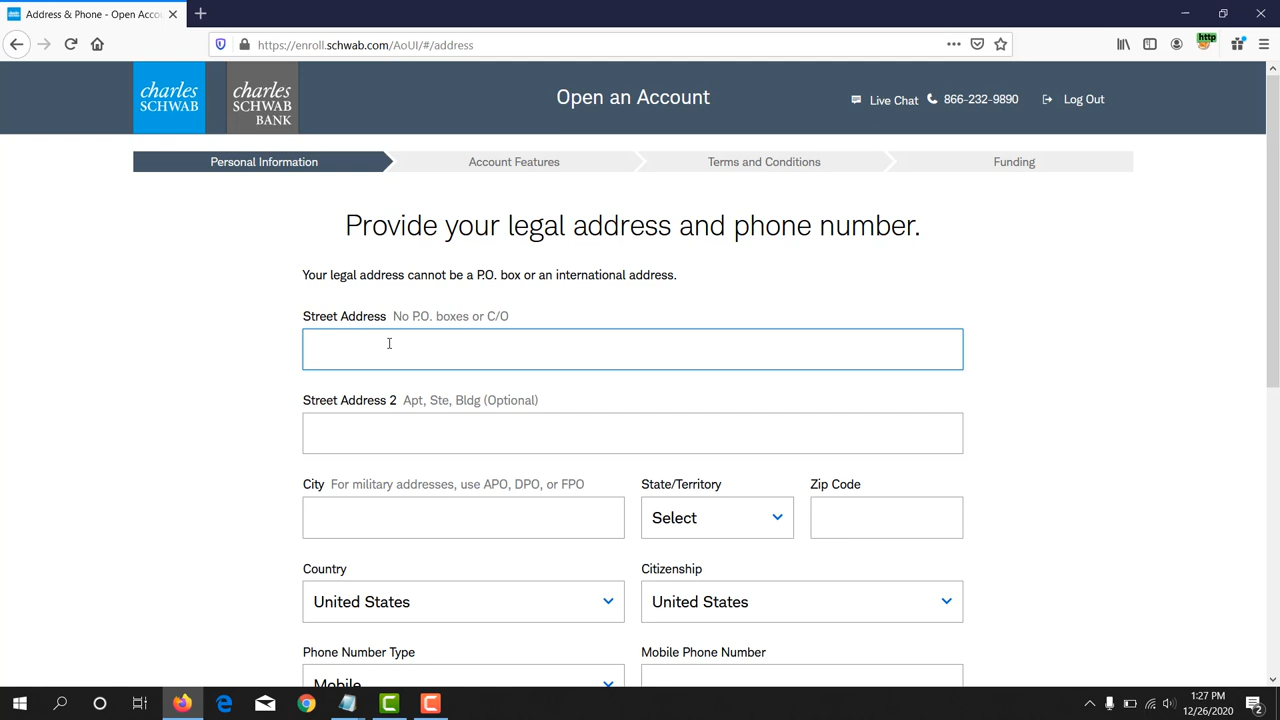 Address & Phone - Open Acco
https://enroll.schwab.com/AoUI/#/address
http
charles SCHWAB
charles SCHWAB BANK
Open an Account
Live Chat
866-232-9890
Log Out
Personal Information
Account Features
Terms and Conditions
Funding
Provide your legal address and phone number.
Your legal address cannot be a P.O. box or an international address.
Street Address No P.O. boxes or C/O
Street Address 2 Apt, Ste, Bldg (Optional)
City For military addresses, use APO, DPO, or FPO
State/Territory
Zip Code
Select
Country
Citizenship
United States
United States
Phone Number Type
Mobile Phone Number
Mobile
1:27 PM
12/26/2020
2